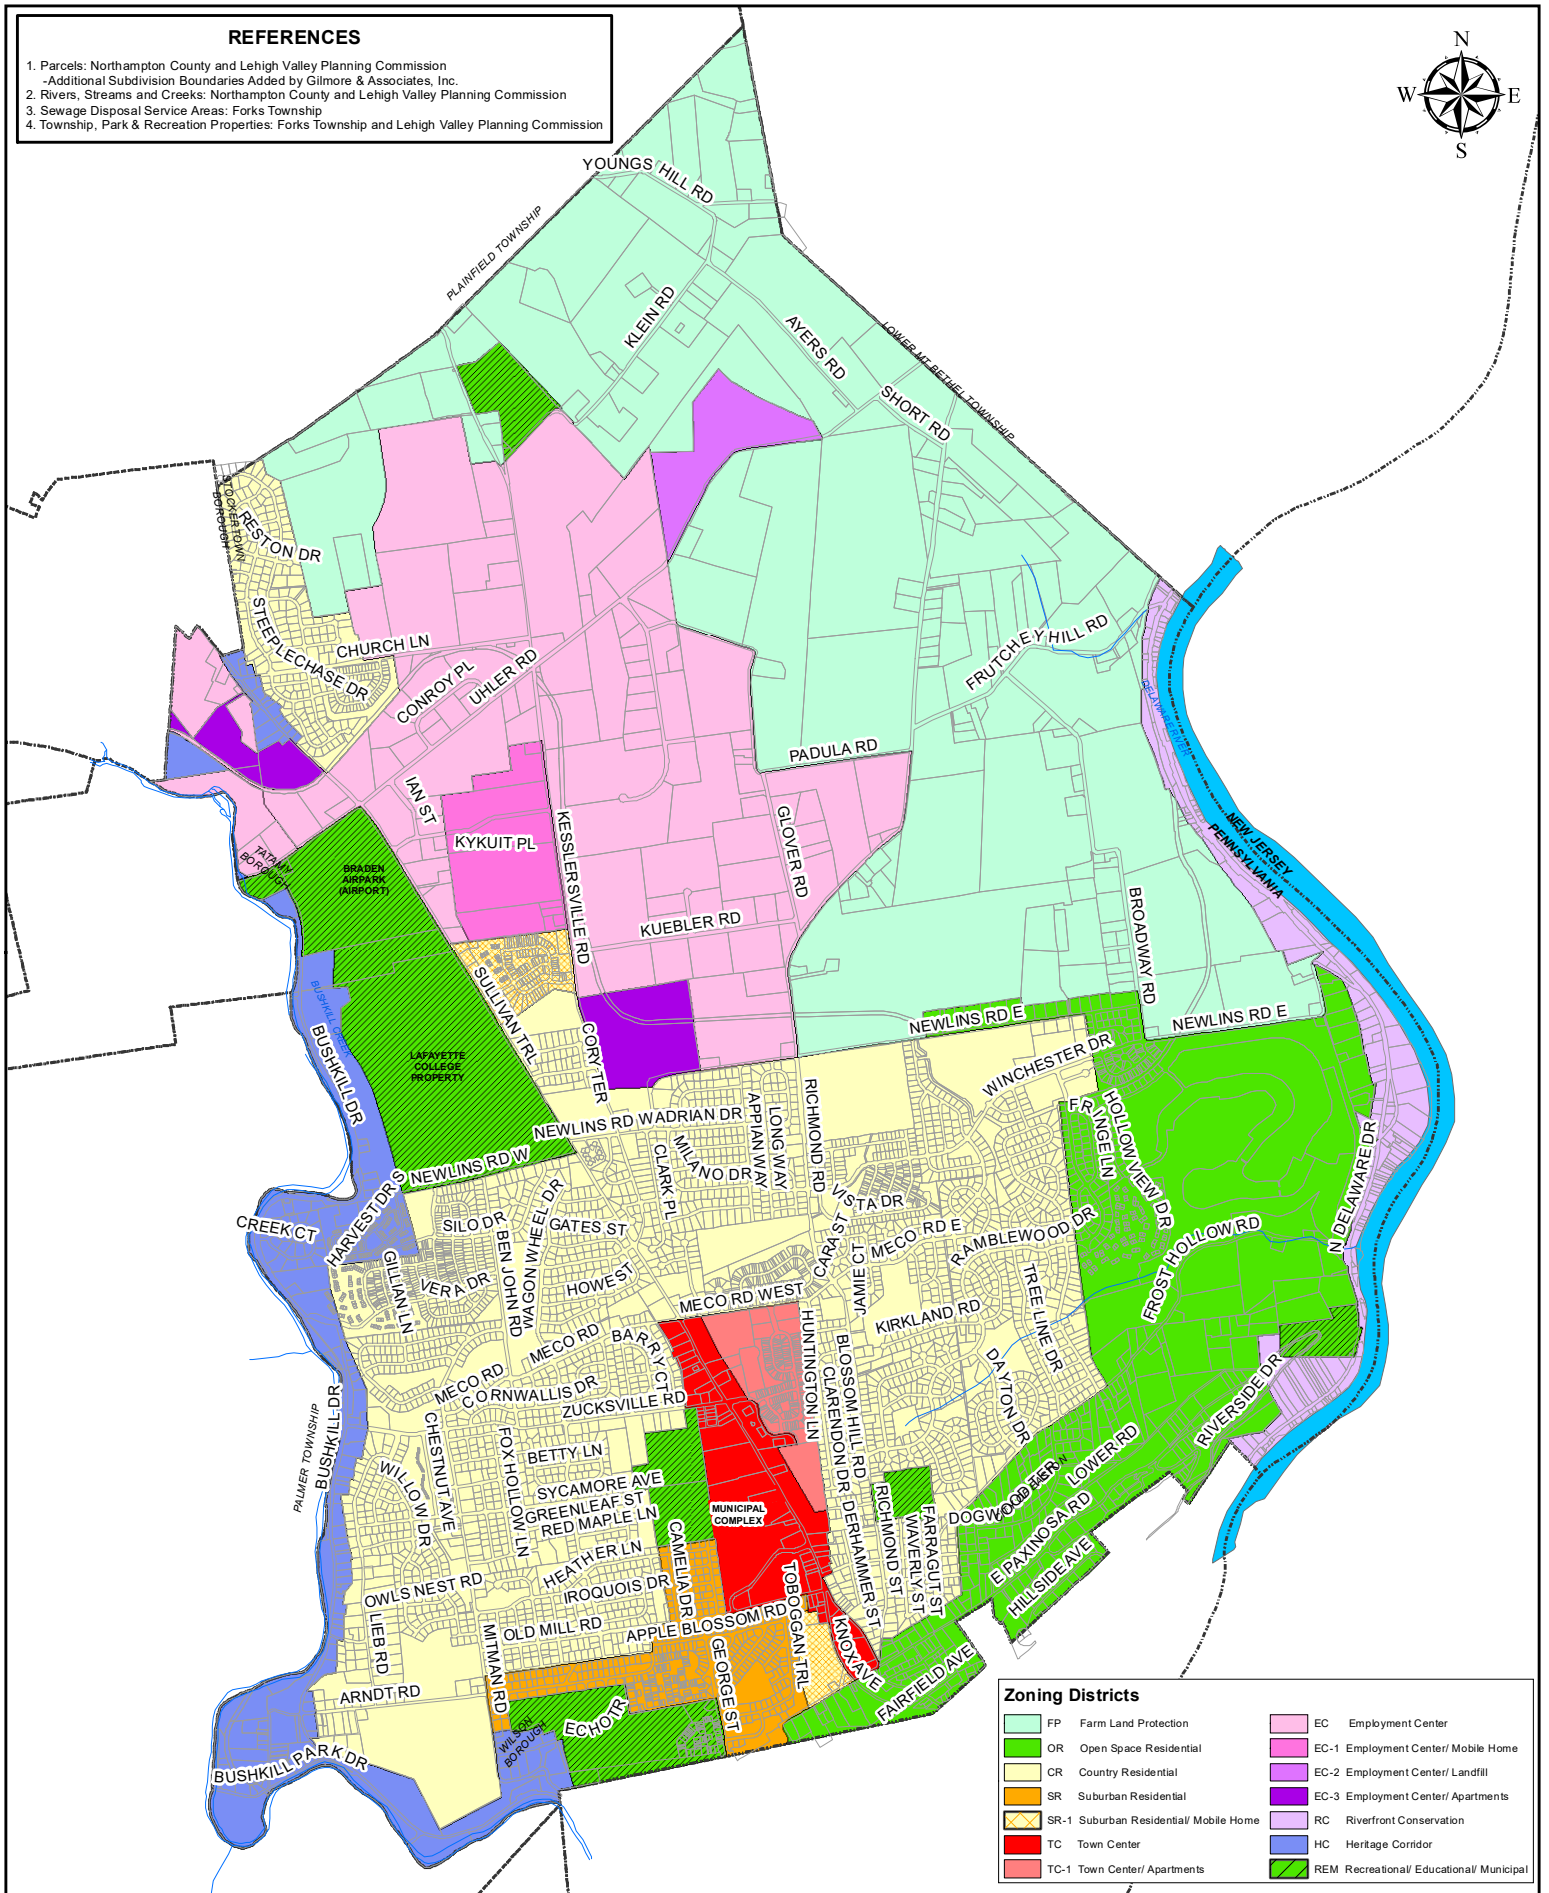 REFERENCES
1. Parcels: Northampton County and Lehigh Valley Planning Commission
-Additional Subdivision Boundaries Added by Gilmore & Associates, Inc.
2. Rivers, Streams and Creeks: Northampton County and Lehigh Valley Planning Commission
3. Sewage Disposal Service Areas: Forks Township
4. Township, Park & Recreation Properties: Forks Township and Lehigh Valley Planning Commission
N
W E
S
YOUNGS HILL RD
PLAINFIELD TOWNSHIP
KLEIN RD
AYERS RD
LOWER MT BETHEL TOWNSHIP
SHORT RD
STOCKERTOWN
BOROUGH
RESTON DR
STEEPLECHASE DR
CHURCH LN
CONROY PL
UHLER RD
FRUTCHEY HILL RD
DELAWARE RIVER
PADULA RD
IAN ST
KYKUIT PL
KESSLERSVILLE RD
GLOVER RD
NEW JERSEY
PENNSYLVANIA
TATAMY
BOROUGH
BRADEN
AIRPARK
(AIRPORT)
KUEBLER RD
BROADWAY RD
SULLIVAN TRL
BUSHKILL CREEK
BUSHKILL DR
CORY TER
NEWLINS RD E
NEWLINS RD E
LAFAYETTE
COLLEGE
PROPERTY
WINCHESTER DR
NEWLINS RD W
ADRIAN DR
APPIAN WAY
LONG WAY
RICHMOND RD
FRINGE LN
HOLLOW VIEW DR
N DELAWARE DR
CLARK PL
MILANO DR
NEWLINS RD W
HARVEST DR S
CREEK CT
SILO DR
BEN JOHN RD
WAGON WHEEL DR
GATES ST
VISTA DR
CARA ST
MECO RD E
JAMIE CT
RAMBLEWOOD DR
FROST HOLLOW RD
GILLIAN LN
VERA DR
HOWE ST
MECO RD WEST
TREE LINE DR
KIRKLAND RD
MECO RD
BARRY CT
HUNTINGTON LN
BLOSSOM HILL RD
CLARENDON DR
DAYTON DR
RIVERSIDE DR
MECO RD
CORNWALLIS DR
ZUCKSVILLE RD
BUSHKILL DR
PALMER TOWNSHIP
CHESTNUT AVE
FOX HOLLOW LN
BETTY LN
WILLOW DR
SYCAMORE AVE
GREENLEAF ST
RED MAPLE LN
MUNICIPAL
COMPLEX
LOWER RD
DOGWOOD TER
E PAXINOSA RD
HILLSIDE AVE
RICHMOND ST
WAVERLY ST
FARRAGUT ST
DERHAMMER ST
CAMELIA DR
HEATHER LN
IROQUOIS DR
OWLS NEST RD
OLD MILL RD
APPLE BLOSSOM RD
TOBOGGAN TRL
KNOX AVE
FAIRFIELD AVE
LIEB RD
MITMAN RD
GEORGE ST
ARNDT RD
ECHO TR
WILSON
BOROUGH
BUSHKILL PARK DR
Zoning Districts
FP Farm Land Protection
OR Open Space Residential
CR Country Residential
SR Suburban Residential
SR-1 Suburban Residential/ Mobile Home
TC Town Center
TC-1 Town Center/ Apartments
EC Employment Center
EC-1 Employment Center/ Mobile Home
EC-2 Employment Center/ Landfill
EC-3 Employment Center/ Apartments
RC Riverfront Conservation
HC Heritage Corridor
REM Recreational/ Educational/ Municipal